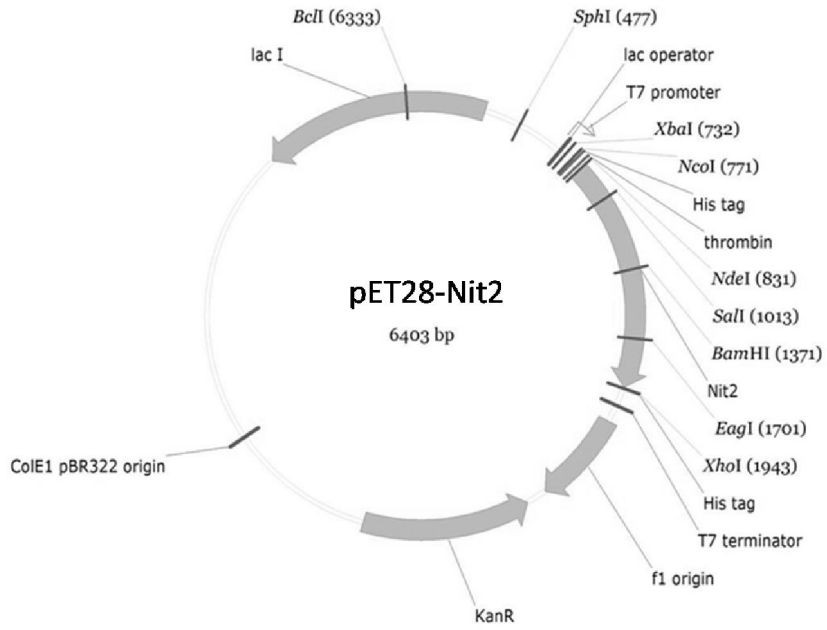 BclI (6333)
SphI (477)
lac I
lac operator
T7 promoter
XbaI (732)
NcoI (771)
His tag
thrombin
NdeI (831)
SalI (1013)
BamHI (1371)
Nit2
EagI (1701)
XhoI (1943)
His tag
T7 terminator
f1 origin
KanR
ColE1 pBR322 origin
pET28-Nit2
6403 bp